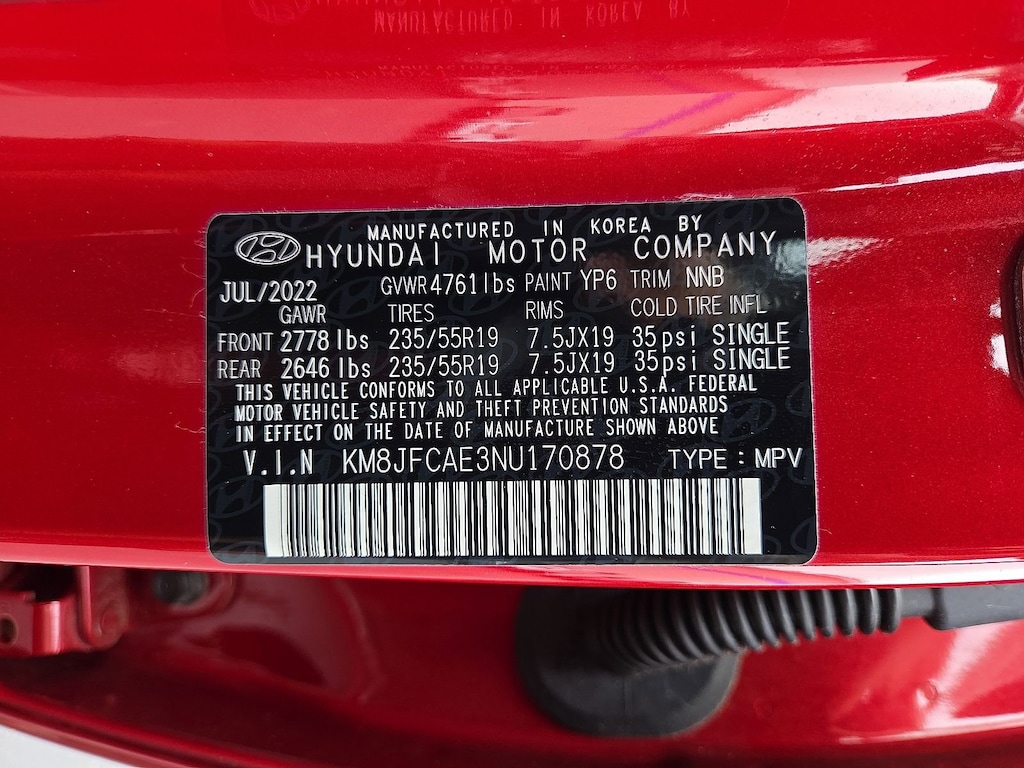 MANUFACTURED IN KOREA BY
HYUNDAI MOTOR COMPANY
JUL/2022 GVWR 4761lbs PAINT YP6 TRIM NNB
GAWR TIRES RIMS COLD TIRE INFL
FRONT 2778 lbs 235/55R19 7.5JX19 35psi SINGLE
REAR 2646 lbs 235/55R19 7.5JX19 35psi SINGLE
THIS VEHICLE CONFORMS TO ALL APPLICABLE U.S.A. FEDERAL
MOTOR VEHICLE SAFETY AND THEFT PREVENTION STANDARDS
IN EFFECT ON THE DATE OF MANUFACTURE SHOWN ABOVE
V.I.N KM8JFCAE3NU170878 TYPE : MPV